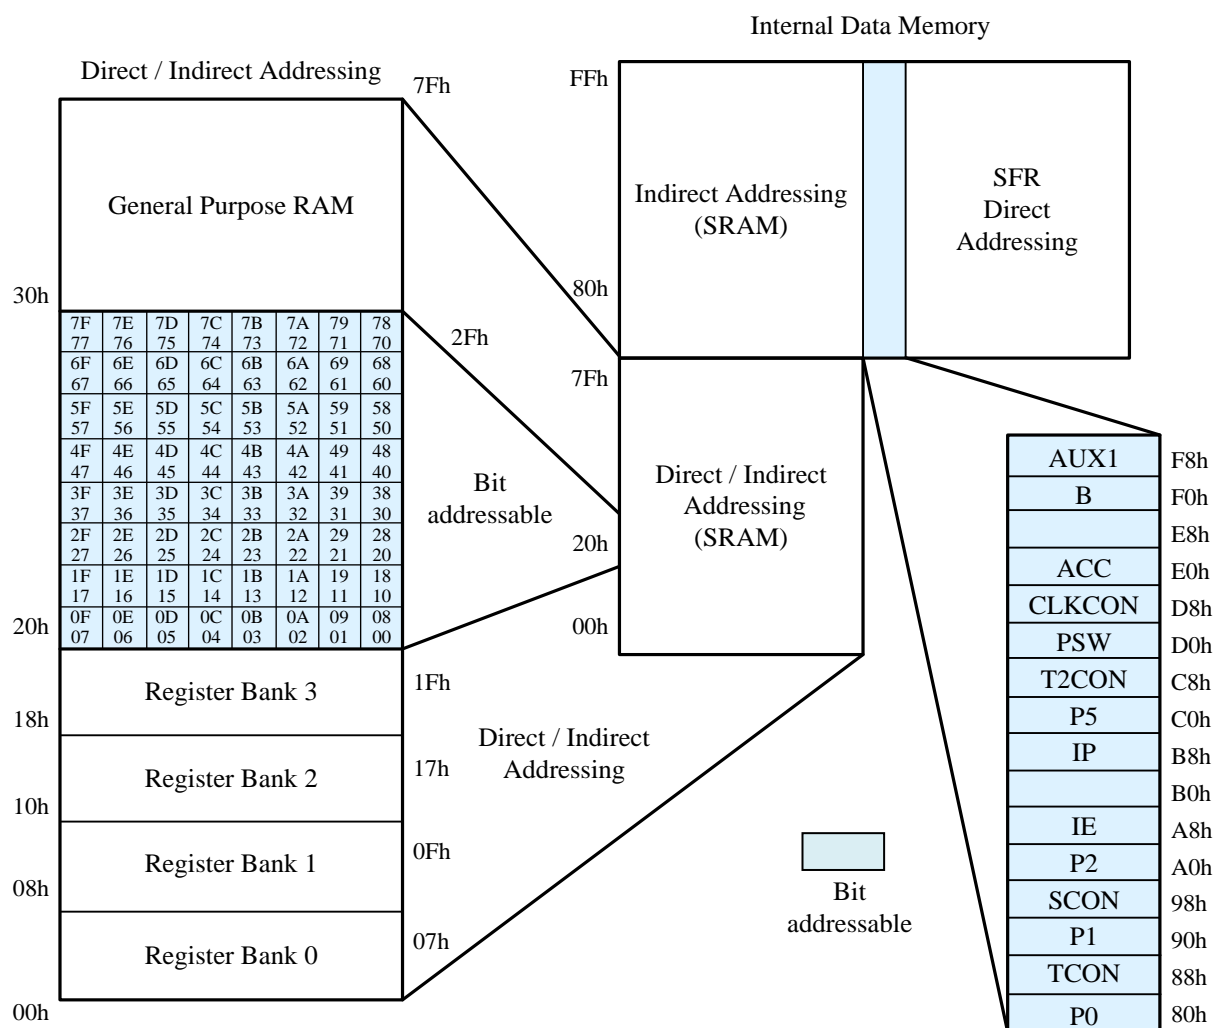 Internal Data Memory
Direct / Indirect Addressing
7Fh
General Purpose RAM
30h
7F 7E 7D 7C 7B 7A 79 78
77 76 75 74 73 72 71 70
6F 6E 6D 6C 6B 6A 69 68
67 66 65 64 63 62 61 60
5F 5E 5D 5C 5B 5A 59 58
57 56 55 54 53 52 51 50
4F 4E 4D 4C 4B 4A 49 48
47 46 45 44 43 42 41 40
3F 3E 3D 3C 3B 3A 39 38
37 36 35 34 33 32 31 30
2F 2E 2D 2C 2B 2A 29 28
27 26 25 24 23 22 21 20
1F 1E 1D 1C 1B 1A 19 18
17 16 15 14 13 12 11 10
0F 0E 0D 0C 0B 0A 09 08
07 06 05 04 03 02 01 00
2Fh
Bit
addressable
20h
Register Bank 3
1Fh
18h
Register Bank 2
17h
10h
Register Bank 1
0Fh
08h
Register Bank 0
07h
00h
Direct / Indirect
Addressing
FFh
Indirect Addressing
(SRAM)
80h
SFR
Direct
Addressing
7Fh
Direct / Indirect
Addressing
(SRAM)
20h
00h
Bit
addressable
AUX1 F8h
B F0h
E8h
ACC E0h
CLKCON D8h
PSW D0h
T2CON C8h
P5 C0h
IP B8h
B0h
IE A8h
P2 A0h
SCON 98h
P1 90h
TCON 88h
P0 80h